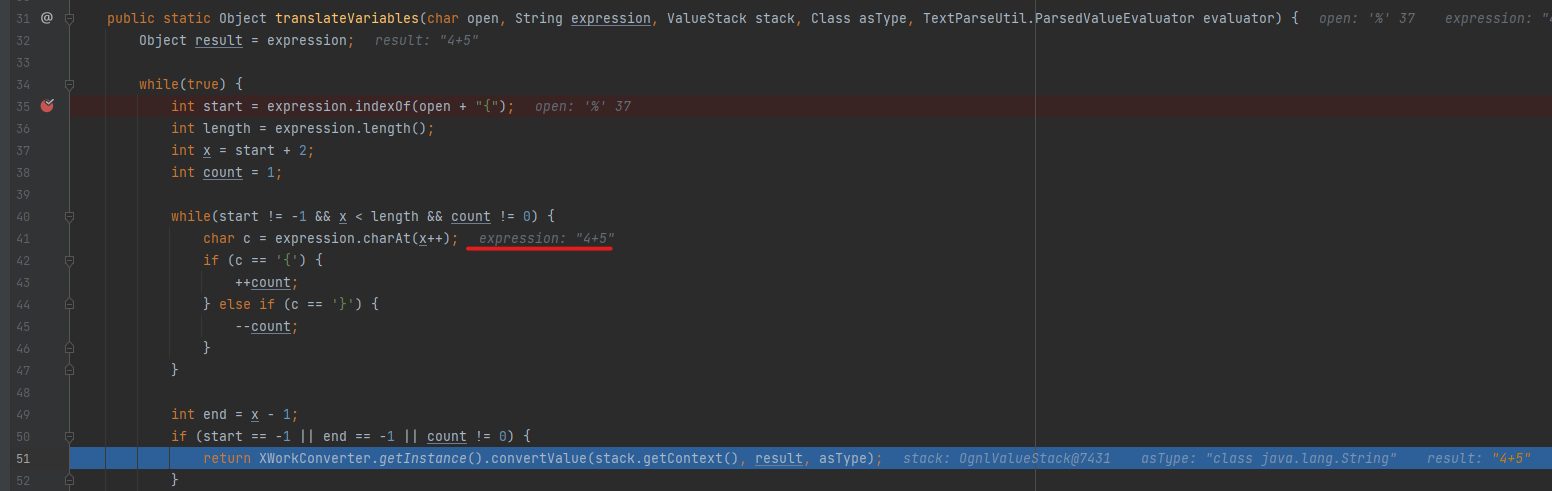 31 @ public static Object translateVariables(char open, String expression, ValueStack stack, Class asType, TextParseUtil.ParsedValueEvaluator evaluator) { open: '%' 37 expression: "4
32 Object result = expression; result: "4+5"
33
34 while(true) {
35 int start = expression.indexOf(open + "{"); open: '%' 37
36 int length = expression.length();
37 int x = start + 2;
38 int count = 1;
39
40 while(start != -1 && x < length && count != 0) {
41 char c = expression.charAt(x++); expression: "4+5"
42 if (c == '{') {
43 ++count;
44 } else if (c == '}') {
45 --count;
46 }
47 }
48
49 int end = x - 1;
50 if (start == -1 || end == -1 || count != 0) {
51 return XWorkConverter.getInstance().convertValue(stack.getContext(), result, asType); stack: OgnlValueStack@7431 asType: "class java.lang.String" result: "4+5"
52 }